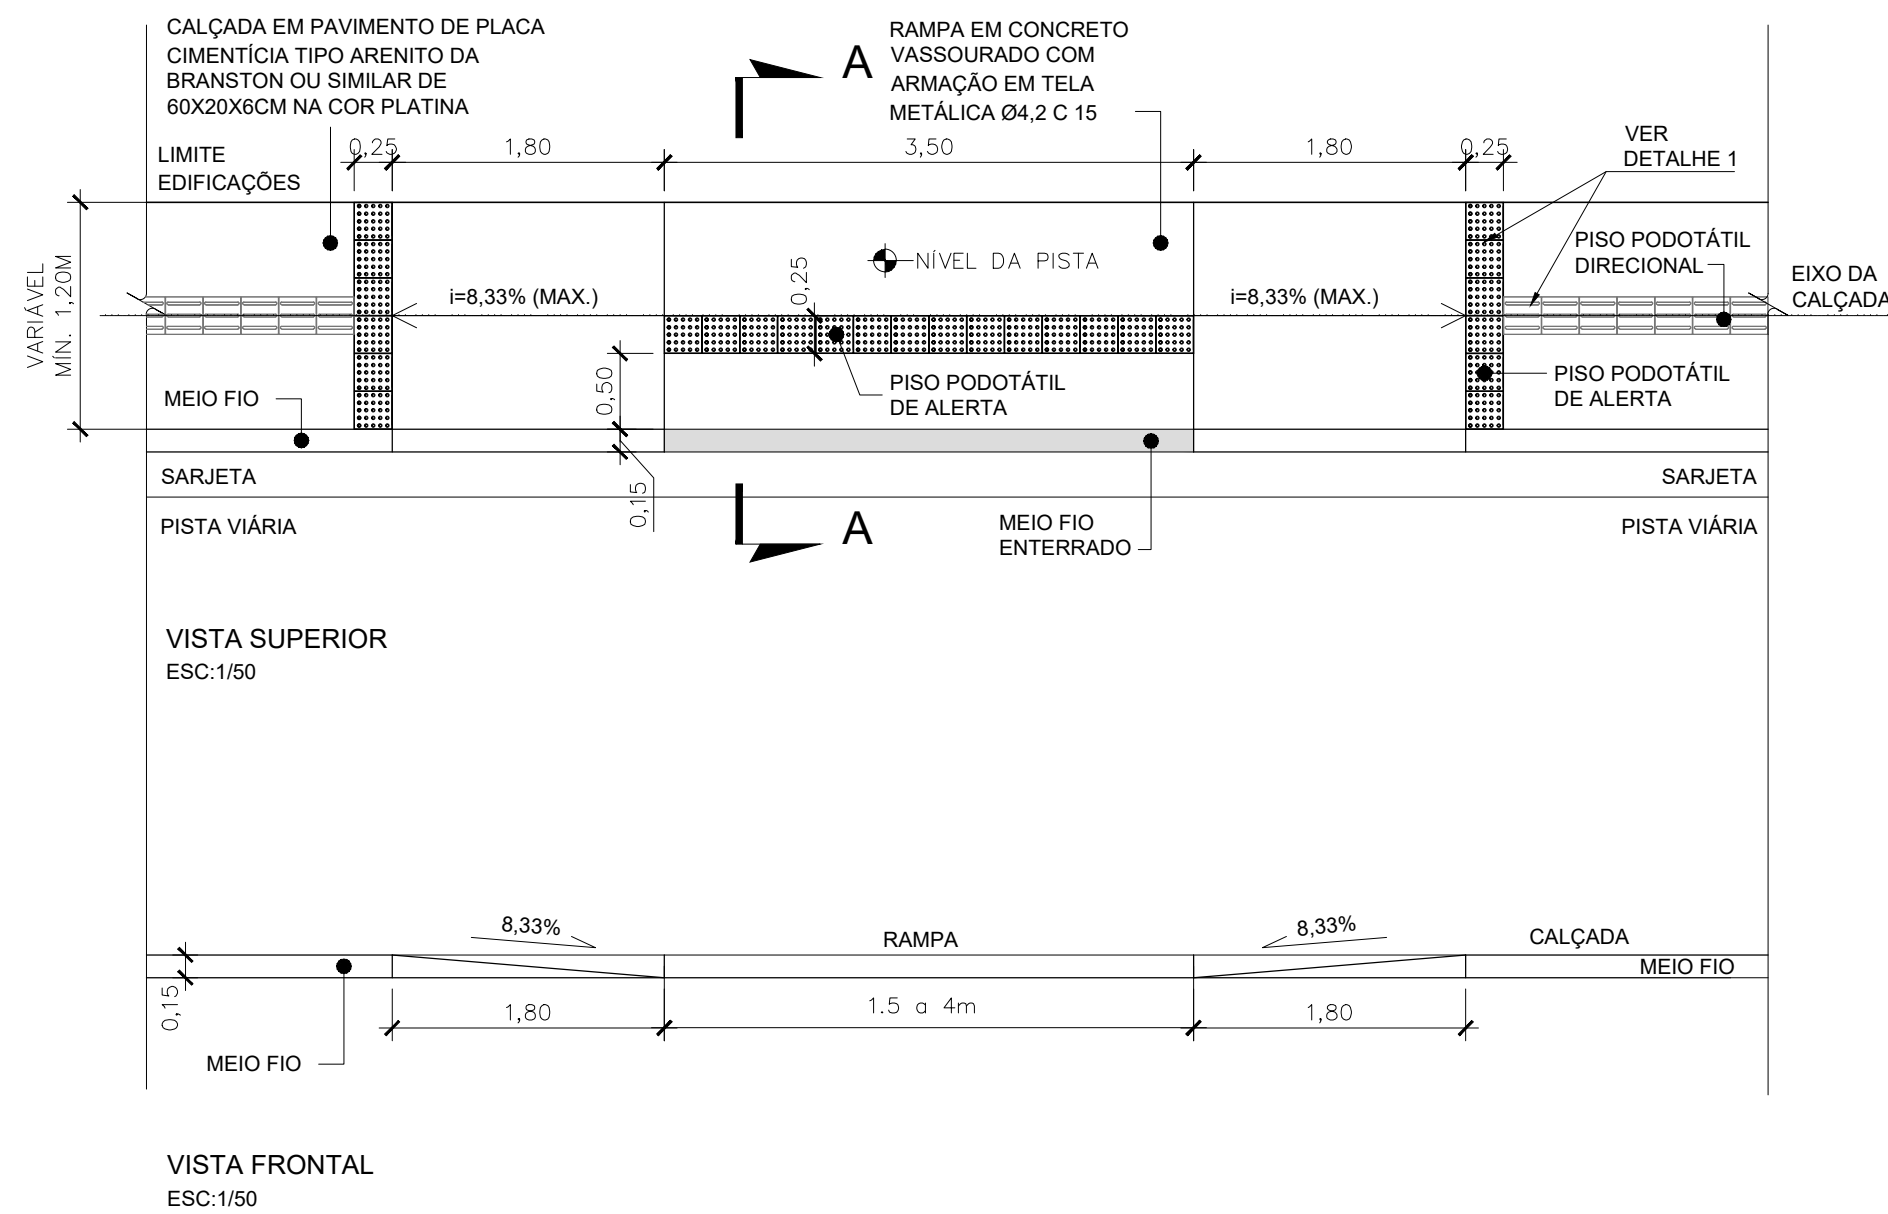 CALÇADA EM PAVIMENTO DE PLACA
CIMENTÍCIA TIPO ARENITO DA
BRANSTON OU SIMILAR DE
60X20X6CM NA COR PLATINA
A
RAMPA EM CONCRETO
VASSOURADO COM
ARMAÇÃO EM TELA
METÁLICA Ø4,2 C 15
LIMITE
EDIFICAÇÕES
0,25
1,80
3,50
1,80
0,25
VER
DETALHE 1
VARIÁVEL
MÍN. 1,20M
NÍVEL DA PISTA
0,25
i=8,33% (MAX.)
i=8,33% (MAX.)
PISO PODOTÁTIL
DIRECIONAL
EIXO DA
CALÇADA
0,50
PISO PODOTÁTIL
DE ALERTA
PISO PODOTÁTIL
DE ALERTA
MEIO FIO
SARJETA
SARJETA
0,15
PISTA VIÁRIA
A
MEIO FIO
ENTERRADO
PISTA VIÁRIA
VISTA SUPERIOR
ESC:1/50
8,33%
RAMPA
8,33%
CALÇADA
MEIO FIO
0,15
1,80
1.5 a 4m
1,80
MEIO FIO
VISTA FRONTAL
ESC:1/50